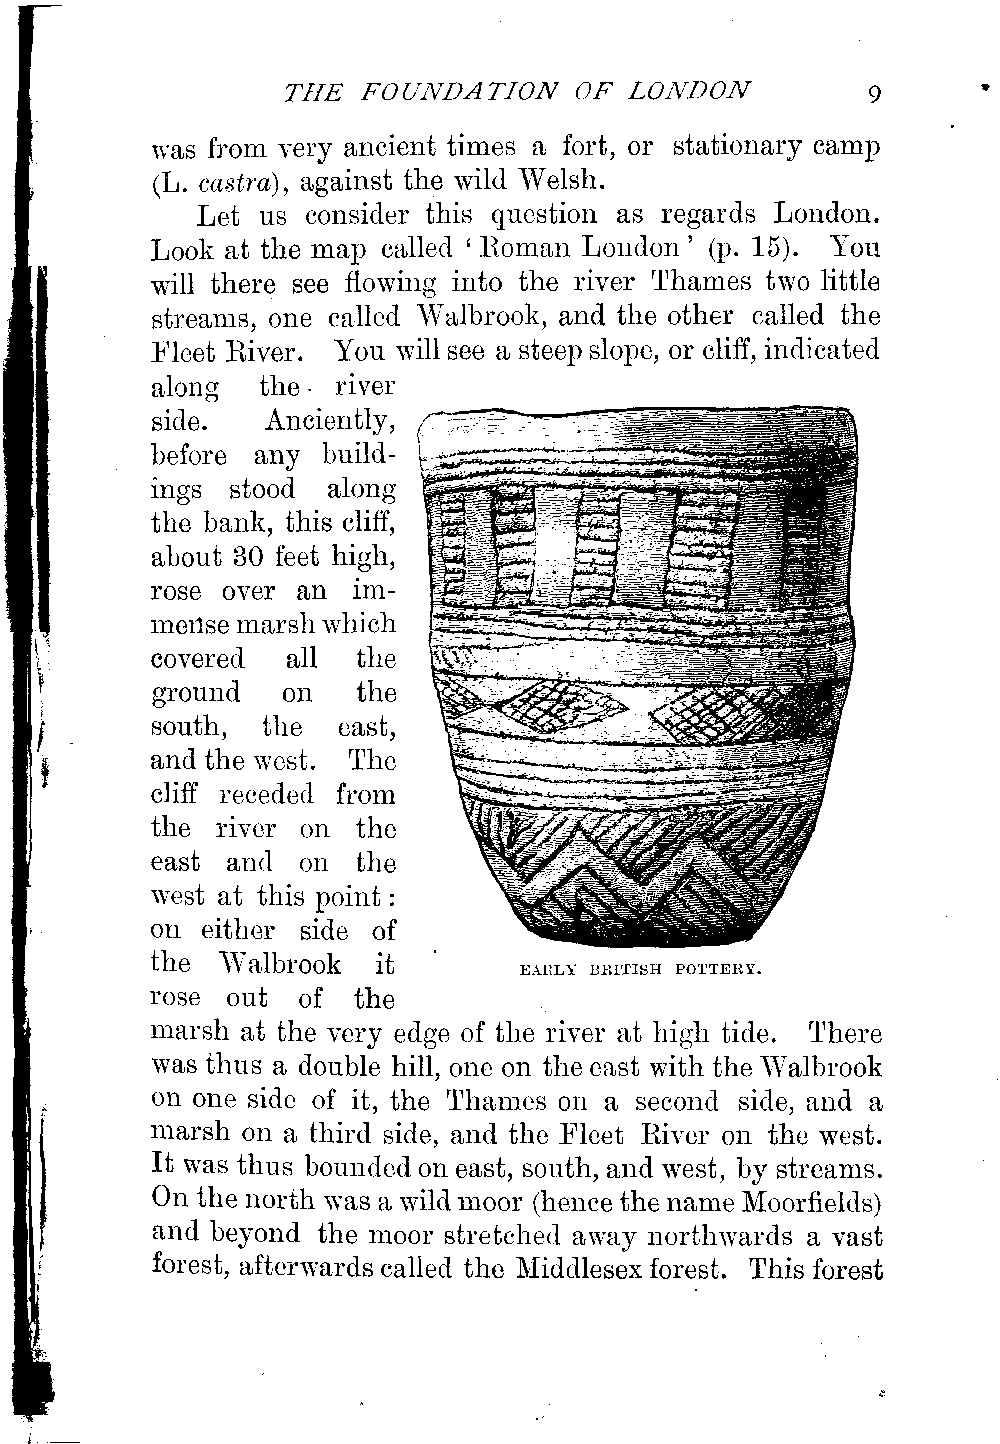 THE FOUNDATION OF LONDON 9
was from very ancient times a fort, or stationary camp
(L. castra), against the wild Welsh.
Let us consider this question as regards London.
Look at the map called ‘Roman London’ (p. 15). You
will there see flowing into the river Thames two little
streams, one called Walbrook, and the other called the
Fleet River. You will see a steep slope, or cliff, indicated
along the river
side. Anciently,
before any build-
ings stood along
the bank, this cliff,
about 30 feet high,
rose over an im-
mense marsh which
covered all the
ground on the
south, the east,
and the west. The
cliff receded from
the river on the
east and on the
west at this point:
on either side of
the Walbrook it
rose out of the
EARLY BRITISH POTTERY.
marsh at the very edge of the river at high tide. There
was thus a double hill, one on the east with the Walbrook
on one side of it, the Thames on a second side, and a
marsh on a third side, and the Fleet River on the west.
It was thus bounded on east, south, and west, by streams.
On the north was a wild moor (hence the name Moorfields)
and beyond the moor stretched away northwards a vast
forest, afterwards called the Middlesex forest. This forest